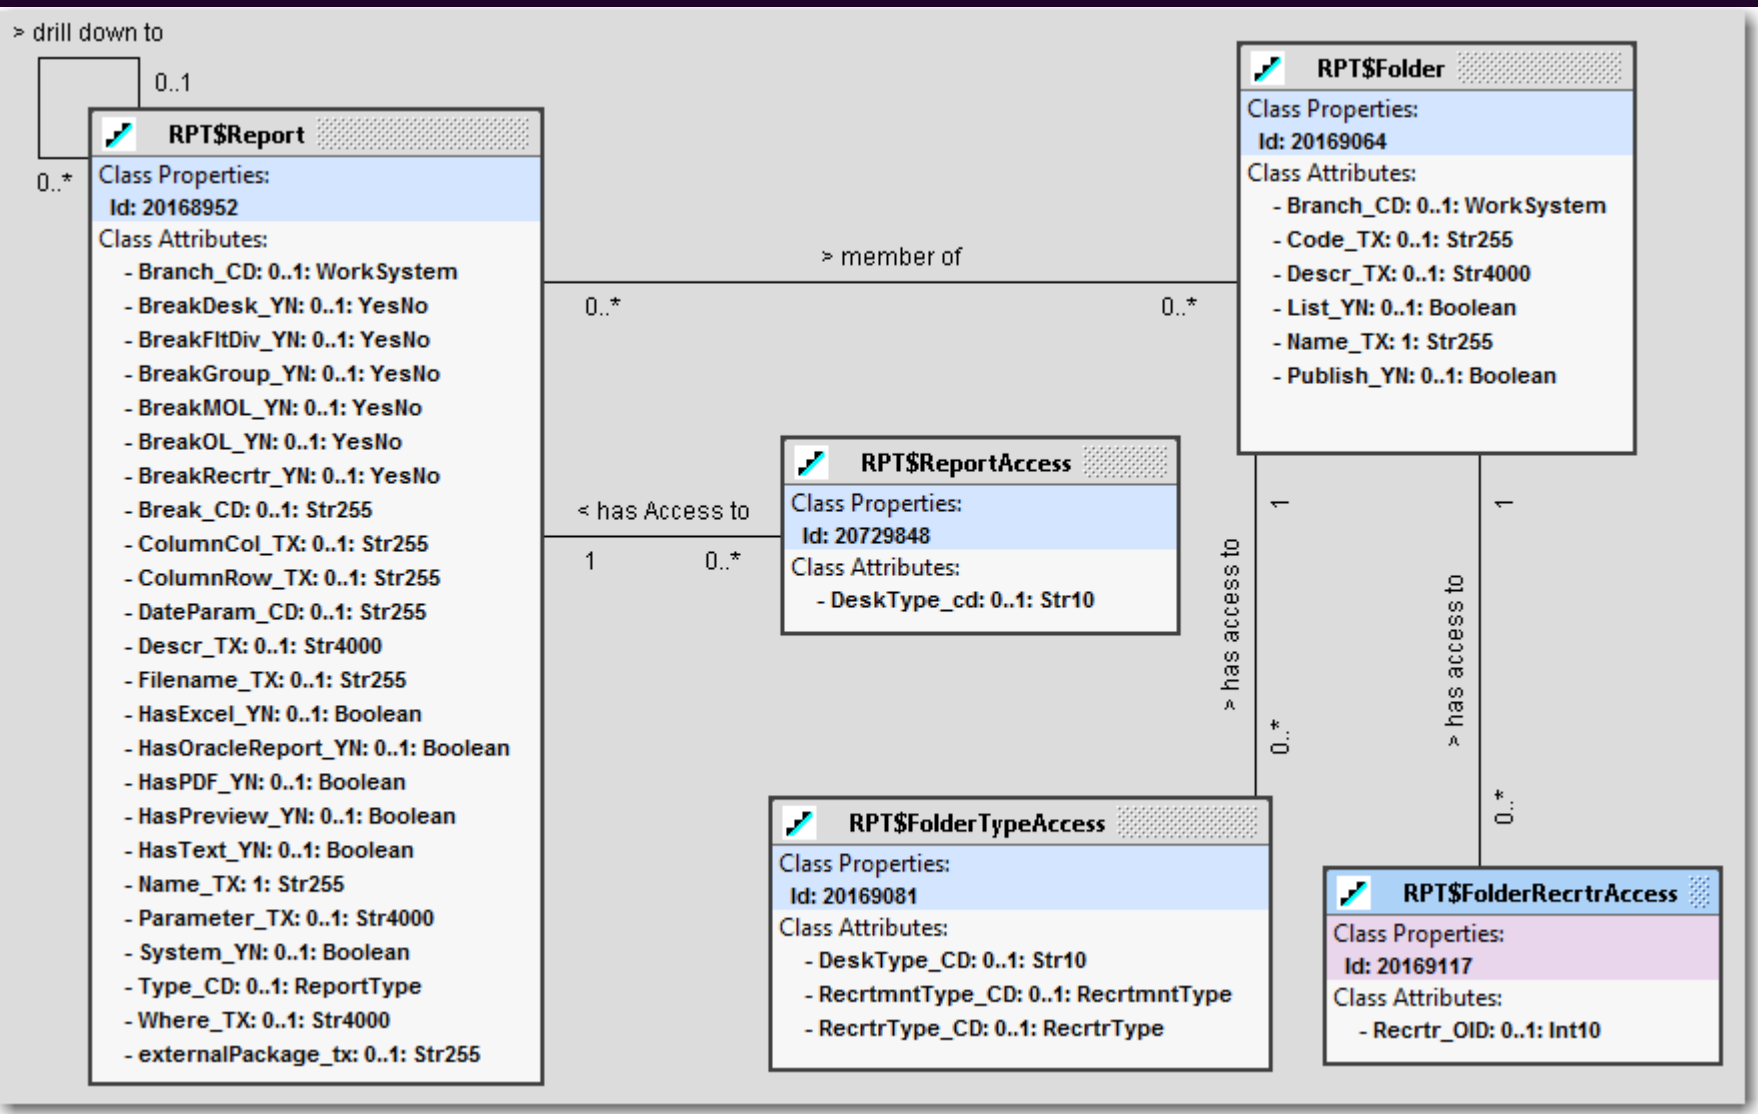 > drill down to
0..1
0..*
RPT$Report
Class Properties:
Id: 20168952
Class Attributes:
- Branch_CD: 0..1: WorkSystem
- BreakDesk_YN: 0..1: YesNo
- BreakFltDiv_YN: 0..1: YesNo
- BreakGroup_YN: 0..1: YesNo
- BreakMOL_YN: 0..1: YesNo
- BreakOL_YN: 0..1: YesNo
- BreakRecrtr_YN: 0..1: YesNo
- Break_CD: 0..1: Str255
- ColumnCol_TX: 0..1: Str255
- ColumnRow_TX: 0..1: Str255
- DateParam_CD: 0..1: Str255
- Descr_TX: 0..1: Str4000
- Filename_TX: 0..1: Str255
- HasExcel_YN: 0..1: Boolean
- HasOracleReport_YN: 0..1: Boolean
- HasPDF_YN: 0..1: Boolean
- HasPreview_YN: 0..1: Boolean
- HasText_YN: 0..1: Boolean
- Name_TX: 1: Str255
- Parameter_TX: 0..1: Str4000
- System_YN: 0..1: Boolean
- Type_CD: 0..1: ReportType
- Where_TX: 0..1: Str4000
- externalPackage_tx: 0..1: Str255
> member of
0..*
0..*
RPT$Folder
Class Properties:
Id: 20169064
Class Attributes:
- Branch_CD: 0..1: WorkSystem
- Code_TX: 0..1: Str255
- Descr_TX: 0..1: Str4000
- List_YN: 0..1: Boolean
- Name_TX: 1: Str255
- Publish_YN: 0..1: Boolean
< has Access to
1
0..*
RPT$ReportAccess
Class Properties:
Id: 20729848
Class Attributes:
- DeskType_cd: 0..1: Str10
1
> has access to
0..*
1
> has access to
0..*
RPT$FolderTypeAccess
Class Properties:
Id: 20169081
Class Attributes:
- DeskType_CD: 0..1: Str10
- RecrtmntType_CD: 0..1: RecrtmntType
- RecrtrType_CD: 0..1: RecrtrType
RPT$FolderRecrtrAccess
Class Properties:
Id: 20169117
Class Attributes:
- Recrtr_OID: 0..1: Int10